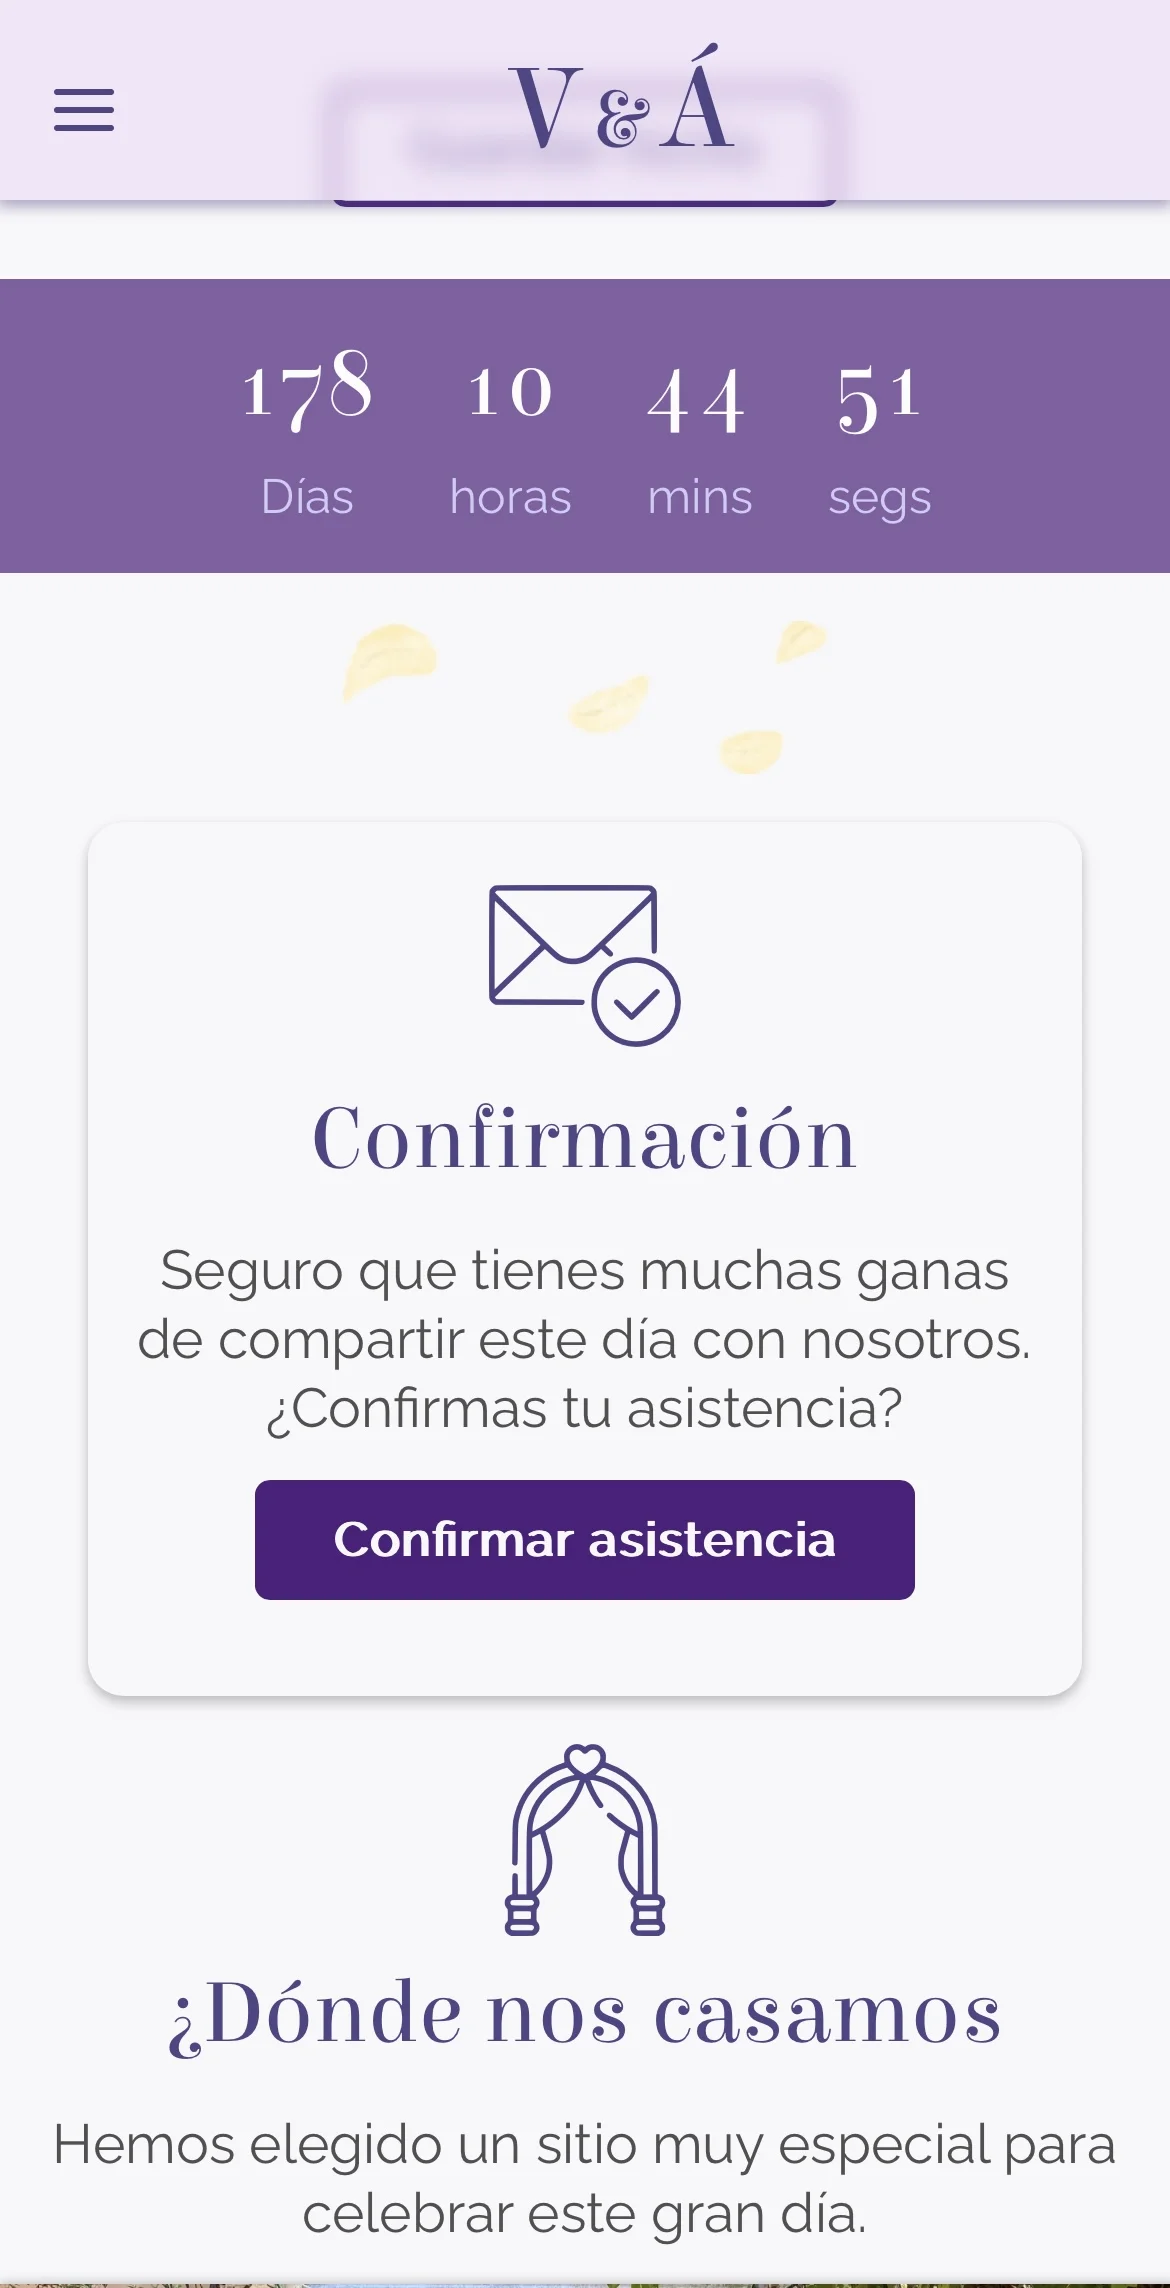 V & Á
178 10 44 51
Días horas mins segs
Confirmación
Seguro que tienes muchas ganas
de compartir este día con nosotros.
¿Confirmas tu asistencia?
Confirmar asistencia
¿Dónde nos casamos
Hemos elegido un sitio muy especial para
celebrar este gran día.